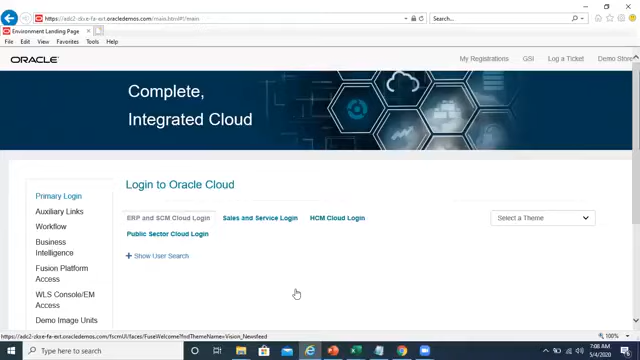 https://adc2-ckxe-fa-ext.oracledemos.com/main.html#!/main
Search...
Environment Landing Page
File Edit View Favorites Tools Help
ORACLE
My Registrations GSI Log a Ticket Demo Store
Complete,
Integrated Cloud
Login to Oracle Cloud
Primary Login
Auxiliary Links
Workflow
Business
Intelligence
Fusion Platform
Access
WLS Console/EM
Access
Demo Image Units
ERP and SCM Cloud Login Sales and Service Login HCM Cloud Login
Public Sector Cloud Login
Select a Theme
Show User Search
https://adc2-ckxe-fa-ext.oracledemos.com/fscmUI/faces/FuseWelcome?fndThemeName=Vision_Newsfeed
100%
Type here to search
7:08 AM
5/4/2020